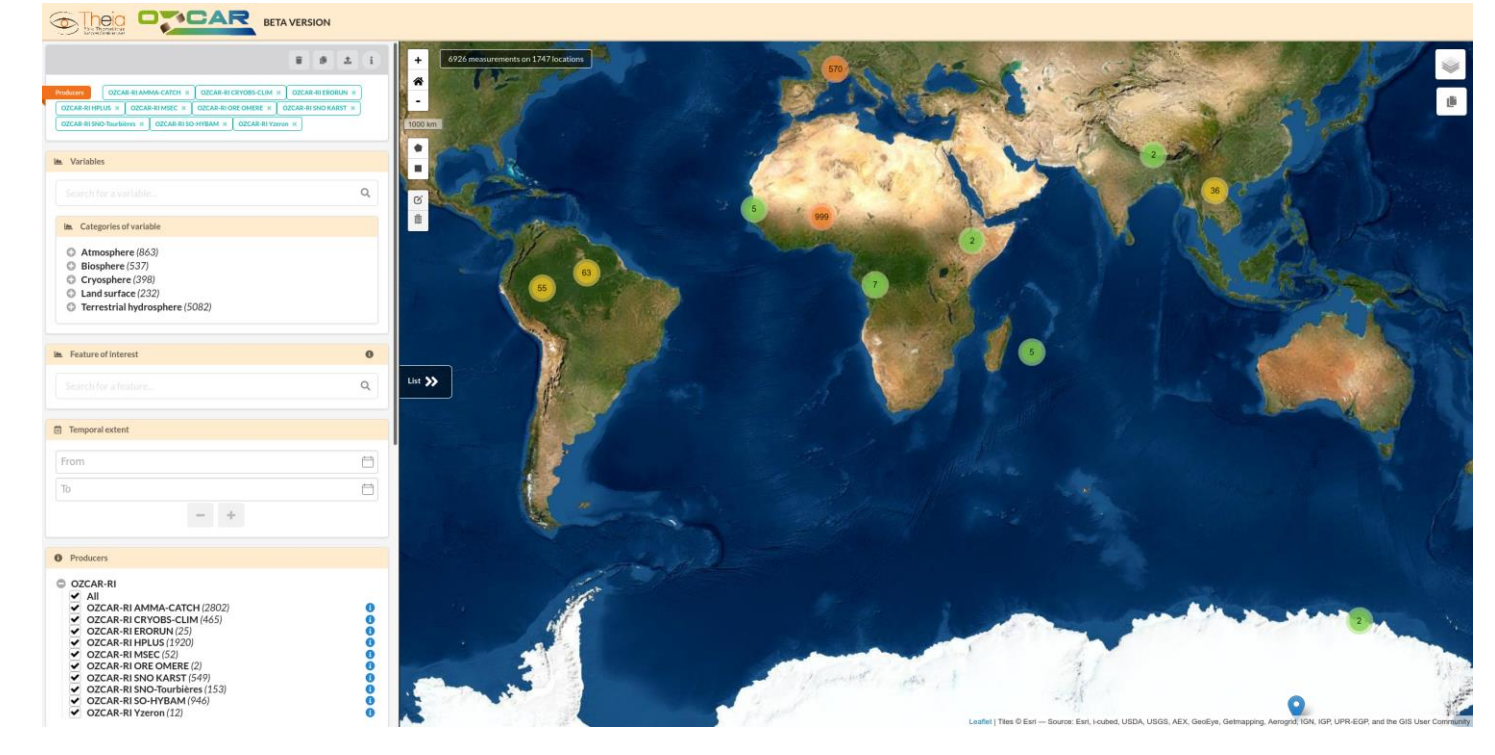 Theia OZCAR BETA VERSION
Producers OZCAR-RI AMMA-CATCH × OZCAR-RI CRYOBS-CLIM × OZCAR-RI ERORUN ×
OZCAR-RI HPLUS × OZCAR-RI MSEC × OZCAR-RI ORE OMERE × OZCAR-RI SNO KARST ×
OZCAR-RI SNO-Tourbières × OZCAR-RI SO-HYBAM × OZCAR-RI Yzeron ×
Variables
Search for a variable...
Categories of variable
Atmosphere (863)
Biosphere (537)
Cryosphere (398)
Land surface (232)
Terrestrial hydrosphere (5082)
Feature of interest
Search for a feature...
Temporal extent
From
To
Producers
OZCAR-RI
All
OZCAR-RI AMMA-CATCH (2802)
OZCAR-RI CRYOBS-CLIM (465)
OZCAR-RI ERORUN (25)
OZCAR-RI HPLUS (1920)
OZCAR-RI MSEC (52)
OZCAR-RI ORE OMERE (2)
OZCAR-RI SNO KARST (549)
OZCAR-RI SNO-Tourbières (153)
OZCAR-RI SO-HYBAM (946)
OZCAR-RI Yzeron (12)
+
-
6926 measurements on 1747 locations
1000 km
List
570
2
36
5
999
2
63
55
7
5
2
Leaflet | Tiles © Esri — Source: Esri, i-cubed, USDA, USGS, AEX, GeoEye, Getmapping, Aerogrid, IGN, IGP, UPR-EGP, and the GIS User Community